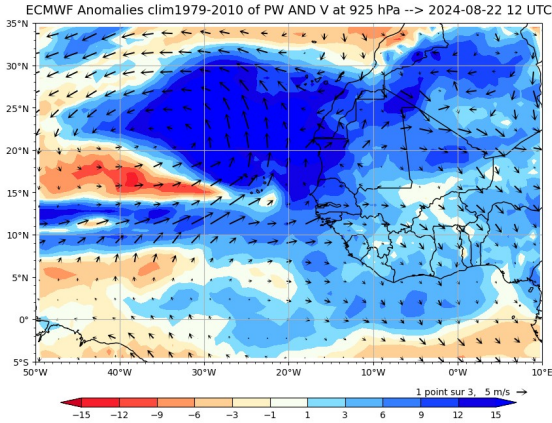 ECMWF Anomalies clim1979-2010 of PW AND V at 925 hPa --> 2024-08-22 12 UTC
35°N
30°N
25°N
20°N
15°N
10°N
5°N
0°
5°S
50°W 40°W 30°W 20°W 10°W 0° 10°E
1 point sur 3, 5 m/s
−15 −12 −9 −6 −3 −1 1 3 6 9 12 15